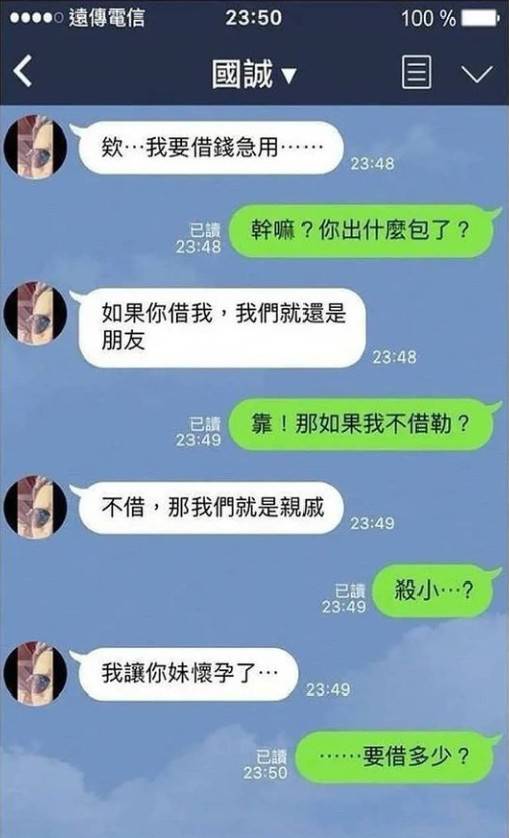 遠傳電信 23:50 100 %
國誠▼
欸⋯我要借錢急用⋯⋯
23:48
幹嘛？你出什麼包了？
已讀
23:48
如果你借我，我們就還是
朋友
23:48
靠！那如果我不借勒？
已讀
23:49
不借，那我們就是親戚
23:49
殺小⋯?
已讀
23:49
我讓你妹懷孕了⋯
23:49
⋯⋯要借多少？
已讀
23:50